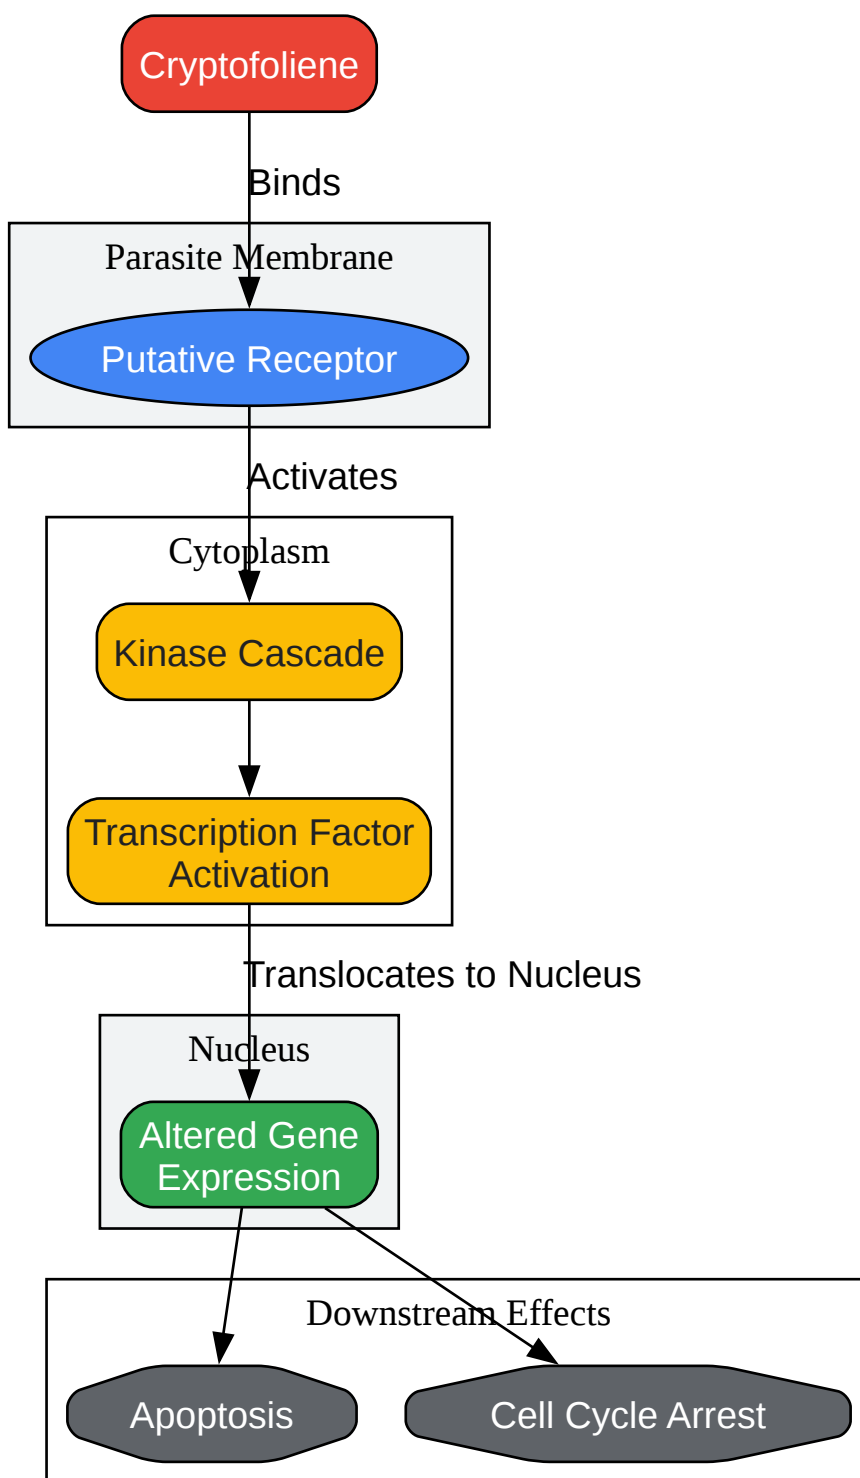 Cryptofoliene
Binds
Parasite Membrane
Putative Receptor
Activates
Cytoplasm
Kinase Cascade
Transcription Factor
Activation
Translocates to Nucleus
Nucleus
Altered Gene
Expression
Downstream Effects
Apoptosis
Cell Cycle Arrest